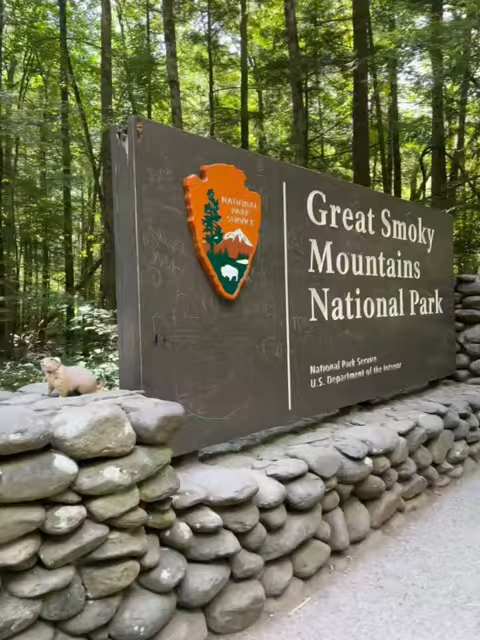 NATIONAL
PARK
SERVICE
Great Smoky
Mountains
National Park
National Park Service
U.S. Department of the Interior